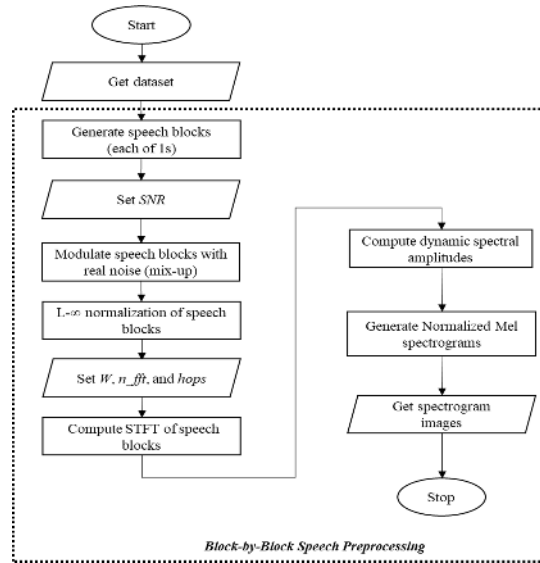 Start
Get dataset
Generate speech blocks
(each of 1s)
Set SNR
Modulate speech blocks with
real noise (mix-up)
L-∞ normalization of speech
blocks
Set W, n_fft, and hops
Compute STFT of speech
blocks
Compute dynamic spectral
amplitudes
Generate Normalized Mel
spectrograms
Get spectrogram
images
Stop
Block-by-Block Speech Preprocessing